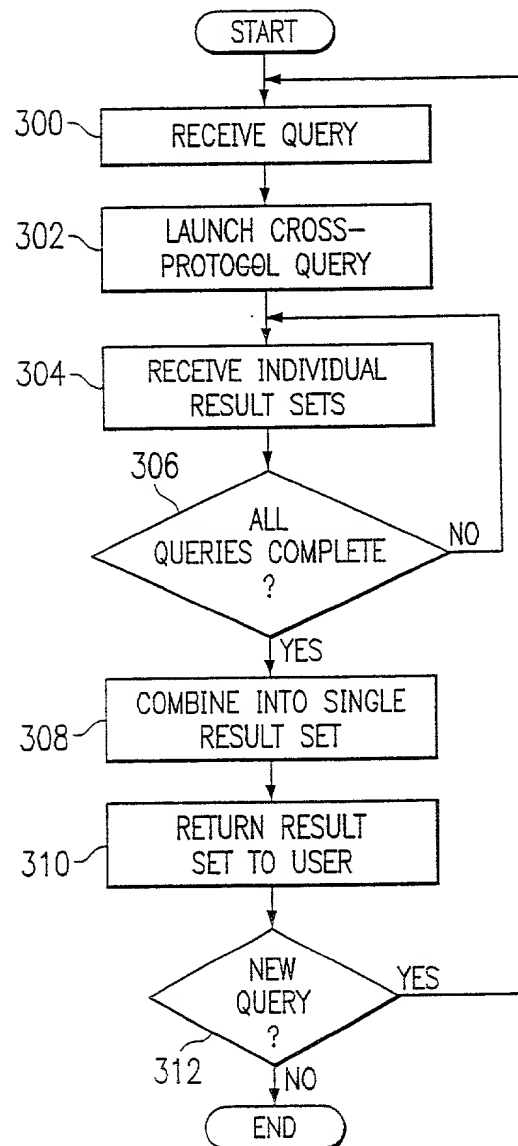 START
300
RECEIVE QUERY
302
LAUNCH CROSS-
PROTOCOL QUERY
304
RECEIVE INDIVIDUAL
RESULT SETS
306
ALL
QUERIES COMPLETE
?
NO
YES
308
COMBINE INTO SINGLE
RESULT SET
310
RETURN RESULT
SET TO USER
NEW
QUERY
?
YES
312
NO
END